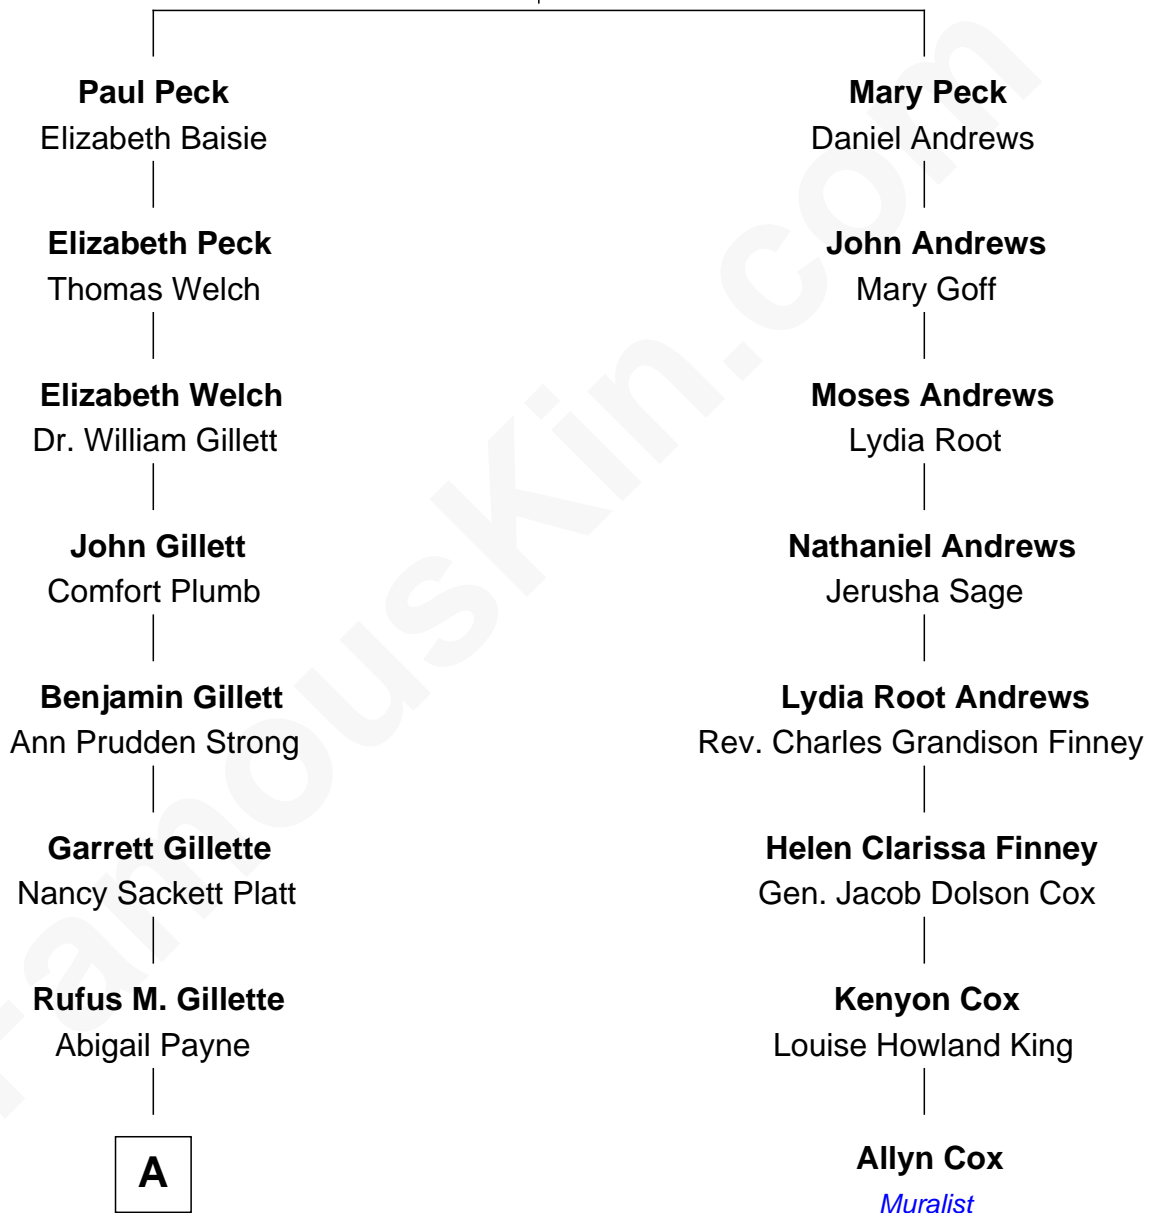 Paul Peck
Elizabeth Baisie
Elizabeth Peck
Thomas Welch
Elizabeth Welch
Dr. William Gillett
John Gillett
Comfort Plumb
Benjamin Gillett
Ann Prudden Strong
Garrett Gillette
Nancy Sackett Platt
Rufus M. Gillette
Abigail Payne
A
Mary Peck
Daniel Andrews
John Andrews
Mary Goff
Moses Andrews
Lydia Root
Nathaniel Andrews
Jerusha Sage
Lydia Root Andrews
Rev. Charles Grandison Finney
Helen Clarissa Finney
Gen. Jacob Dolson Cox
Kenyon Cox
Louise Howland King
Allyn Cox
Muralist
FamousKin.com